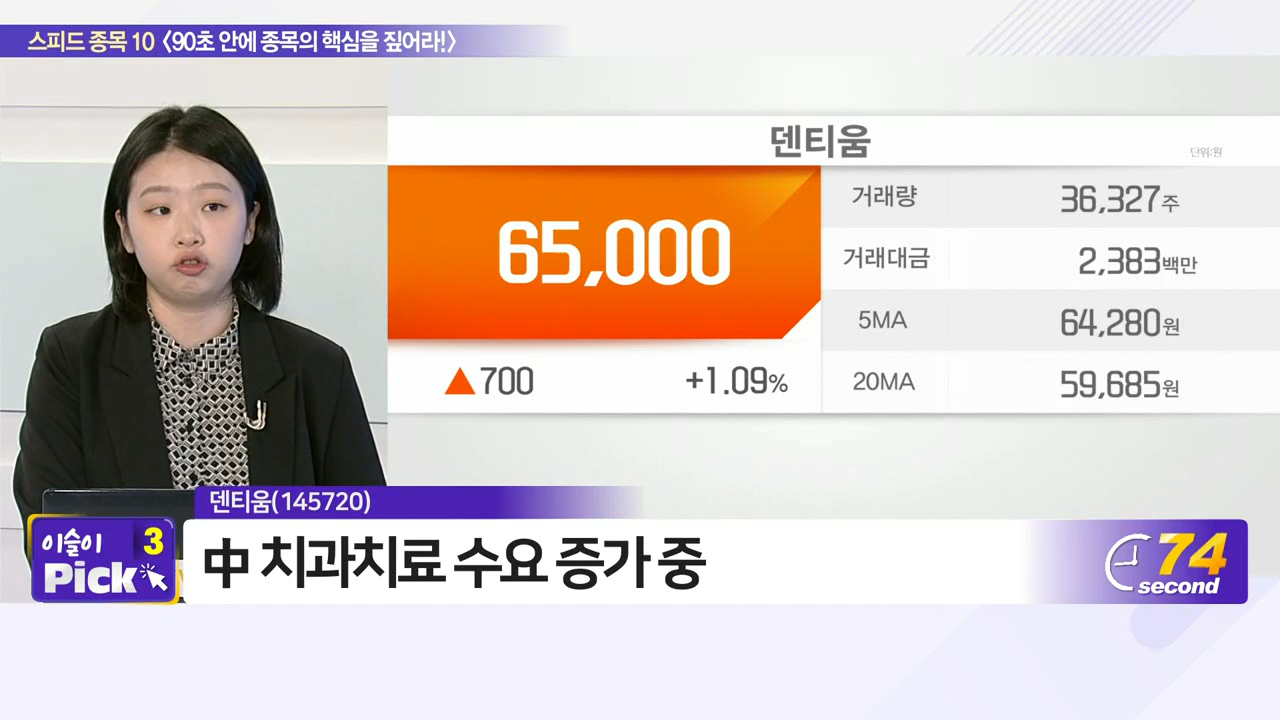 스피드 종목 10 〈90초 안에 종목의 핵심을 짚어라!〉
덴티움
단위:원
65,000
▲700 +1.09%
거래량 36,327주
거래대금 2,383백만
5MA 64,280원
20MA 59,685원
덴티움(145720)
이슬이 3
Pick
中 치과치료 수요 증가 중
74
second